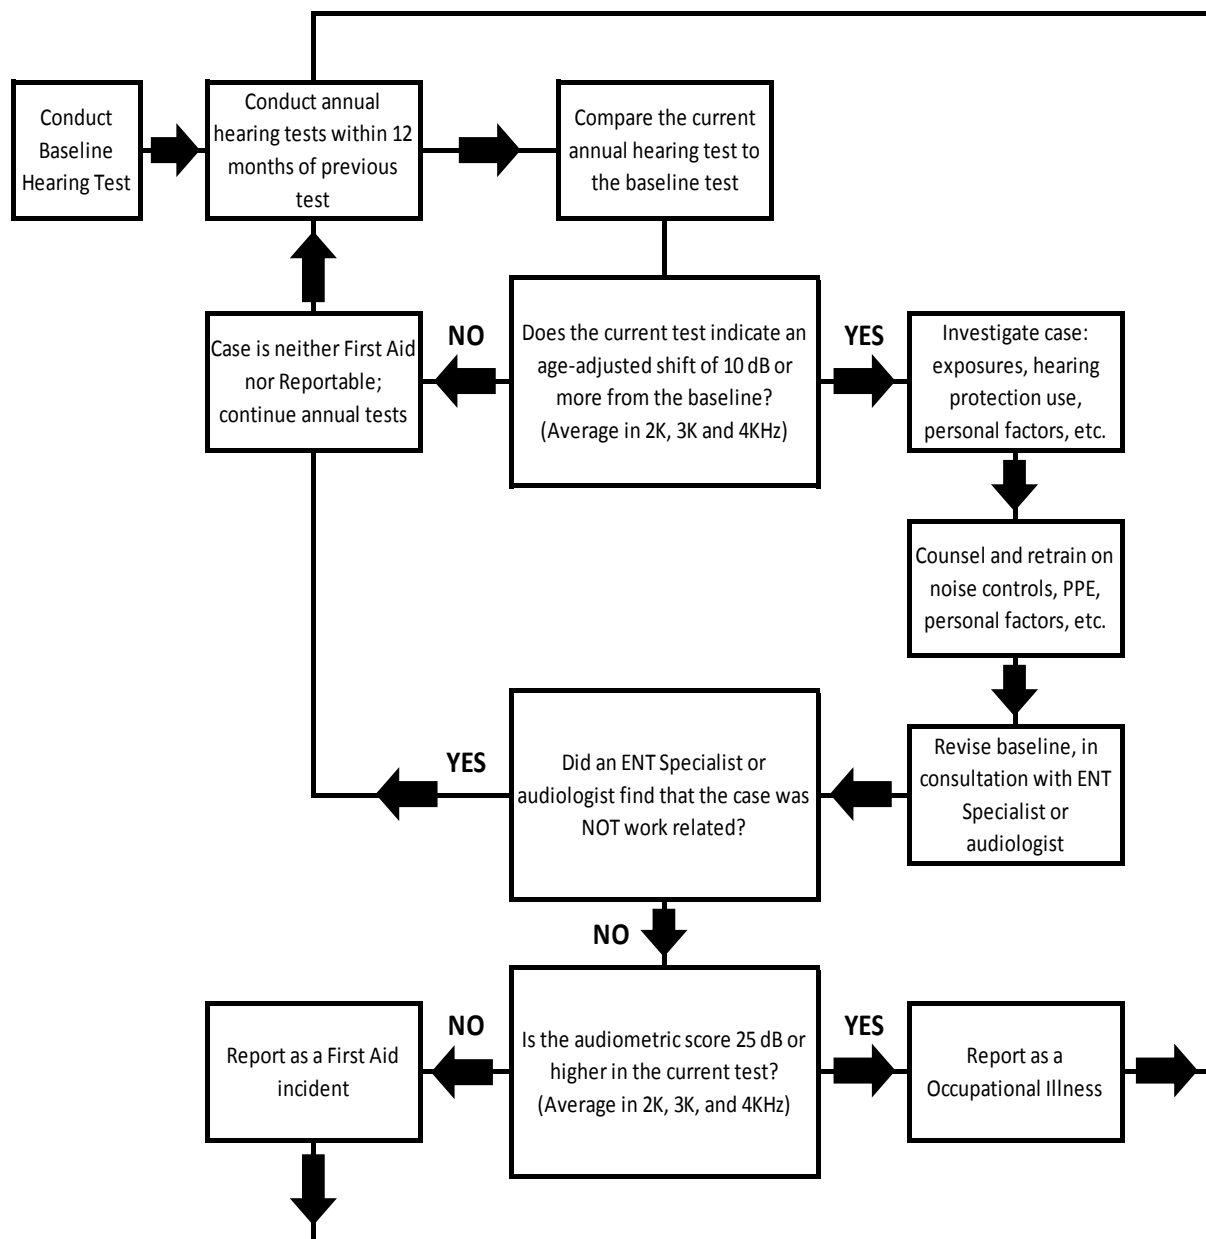 Conduct
Baseline
Hearing Test
Conduct annual
hearing tests within 12
months of previous
test
Compare the current
annual hearing test to
the baseline test
Case is neither First Aid
nor Reportable;
continue annual tests
NO
Does the current test indicate an
age-adjusted shift of 10 dB or
more from the baseline?
(Average in 2K, 3K and 4KHz)
YES
Investigate case:
exposures, hearing
protection use,
personal factors, etc.
Counsel and retrain on
noise controls, PPE,
personal factors, etc.
YES
Did an ENT Specialist or
audiologist find that the case was
NOT work related?
Revise baseline, in
consultation with ENT
Specialist or
audiologist
NO
Report as a First Aid
incident
NO
Is the audiometric score 25 dB or
higher in the current test?
(Average in 2K, 3K, and 4KHz)
YES
Report as a
Occupational Illness